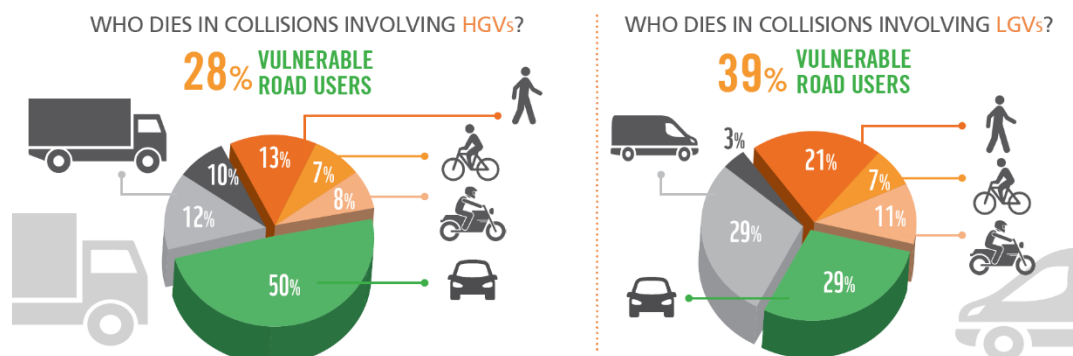 WHO DIES IN COLLISIONS INVOLVING HGVs?
28% VULNERABLE
ROAD USERS
13%
7%
8%
10%
12%
50%
WHO DIES IN COLLISIONS INVOLVING LGVs?
39% VULNERABLE
ROAD USERS
3%
21%
7%
11%
29%
29%